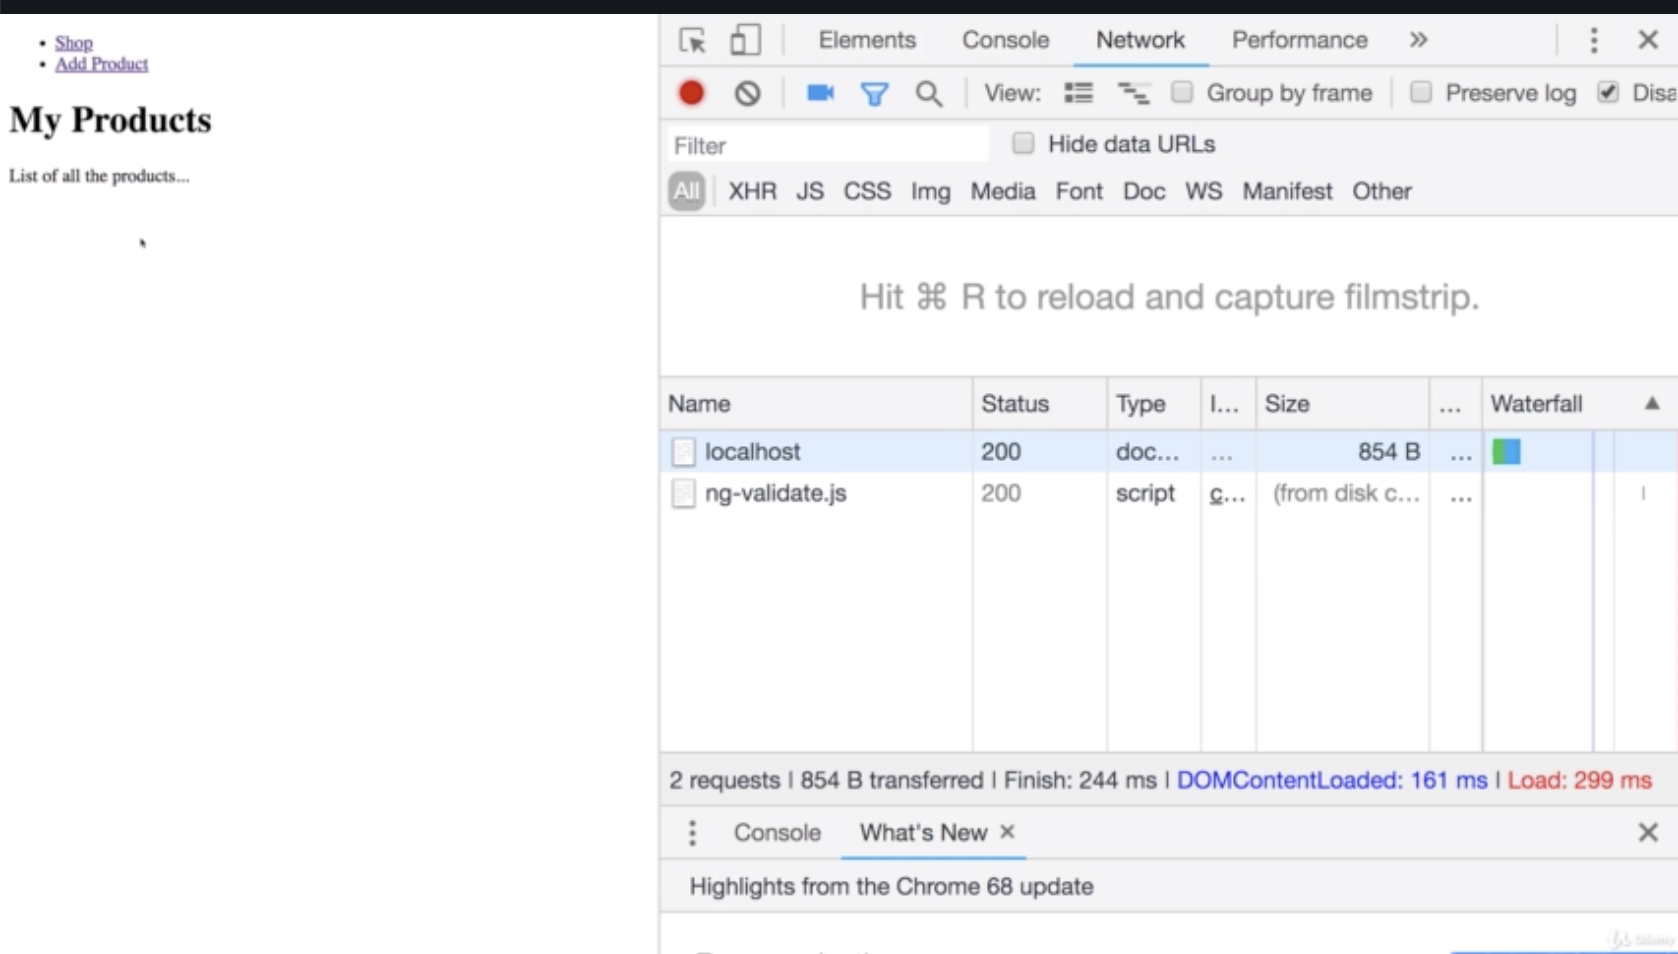 Shop
Add Product
My Products
List of all the products...
Elements Console Network Performance »
View: Group by frame Preserve log Disa
Filter Hide data URLs
All XHR JS CSS Img Media Font Doc WS Manifest Other
Hit ⌘ R to reload and capture filmstrip.
Name Status Type I... Size ... Waterfall ▲
localhost 200 doc... ... 854 B ...
ng-validate.js 200 script c... (from disk c... ...
2 requests | 854 B transferred | Finish: 244 ms | DOMContentLoaded: 161 ms | Load: 299 ms
Console What's New ×
Highlights from the Chrome 68 update
Udemy